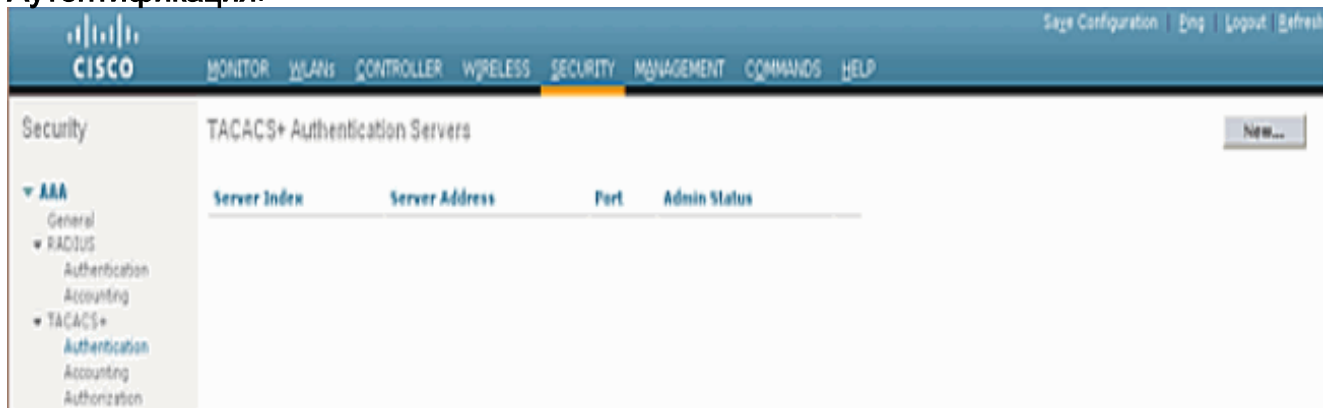 Аутентификация.
Save Configuration | Ping | Logout | Refresh
CISCO
MONITOR WLANs CONTROLLER WIRELESS SECURITY MANAGEMENT COMMANDS HELP
Security
TACACS+ Authentication Servers
New...
AAA
General
RADIUS
Authentication
Accounting
TACACS+
Authentication
Accounting
Authorization
Server Index Server Address Port Admin Status